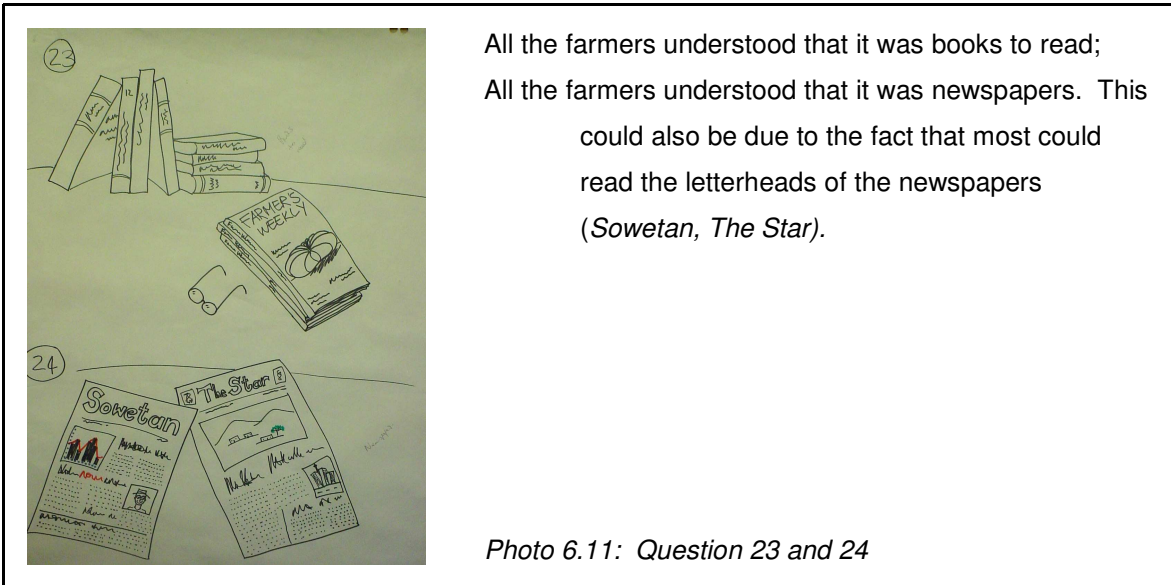 23
12
FARMER'S
WEEKLY
24
Sowetan
The Star
All the farmers understood that it was books to read;
All the farmers understood that it was newspapers. This
could also be due to the fact that most could
read the letterheads of the newspapers
(Sowetan, The Star).
Photo 6.11: Question 23 and 24